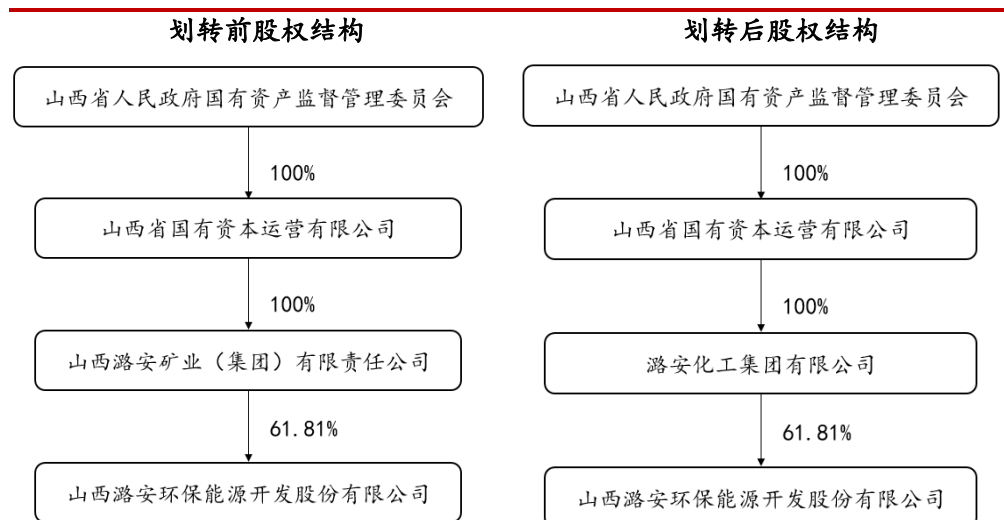 划转前股权结构
山西省人民政府国有资产监督管理委员会
100%
山西省国有资本运营有限公司
100%
山西潞安矿业（集团）有限责任公司
61.81%
山西潞安环保能源开发股份有限公司
划转后股权结构
山西省人民政府国有资产监督管理委员会
100%
山西省国有资本运营有限公司
100%
潞安化工集团有限公司
61.81%
山西潞安环保能源开发股份有限公司